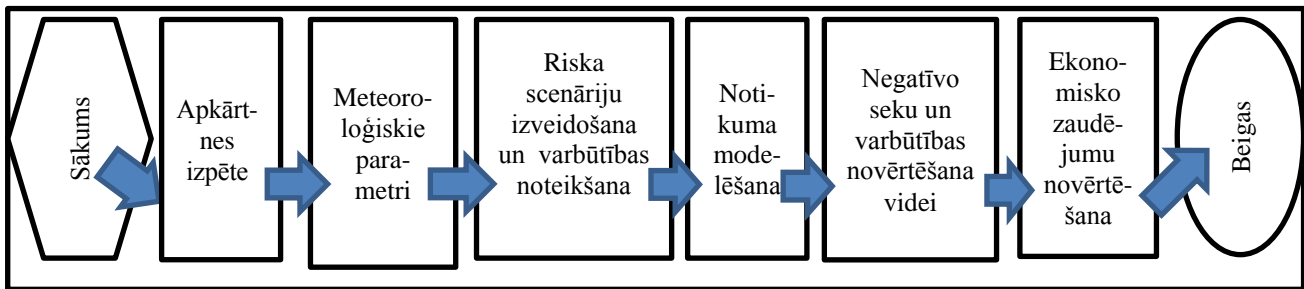 Sākums
Apkārt-
nes
izpēte
Meteoro-
loģiskie
para-
metri
Riska
scenāriju
izveidošana
un varbūtības
noteikšana
Noti-
kuma
mode-
lēšana
Negatīvo
seku un
varbūtības
novērtēšana
videi
Ekono-
misko
zaudē-
jumu
novērtē-
šana
Beigas